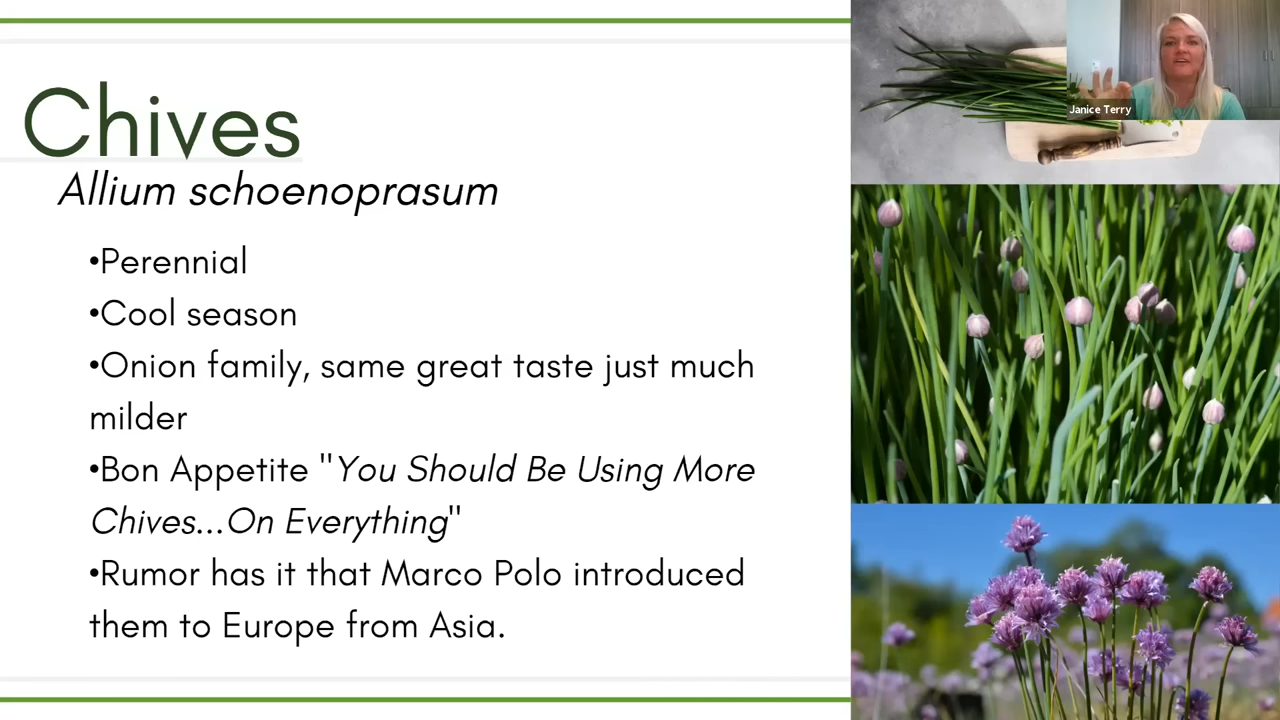 Chives
Allium schoenoprasum
•Perennial
•Cool season
•Onion family, same great taste just much
milder
•Bon Appetite "You Should Be Using More
Chives...On Everything"
•Rumor has it that Marco Polo introduced
them to Europe from Asia.
Janice Terry